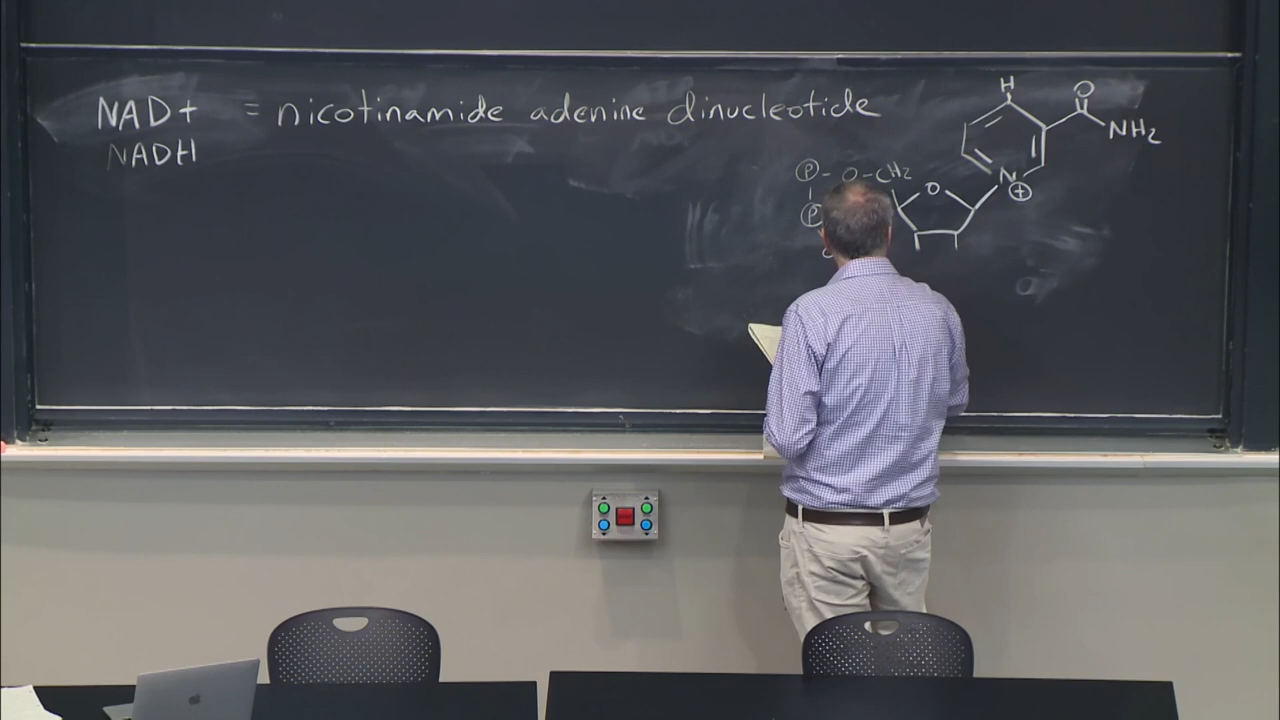 NAD+ = nicotinamide adenine dinucleotide
NADH
H
O
NH2
P - O - CH2
O
N
+
P